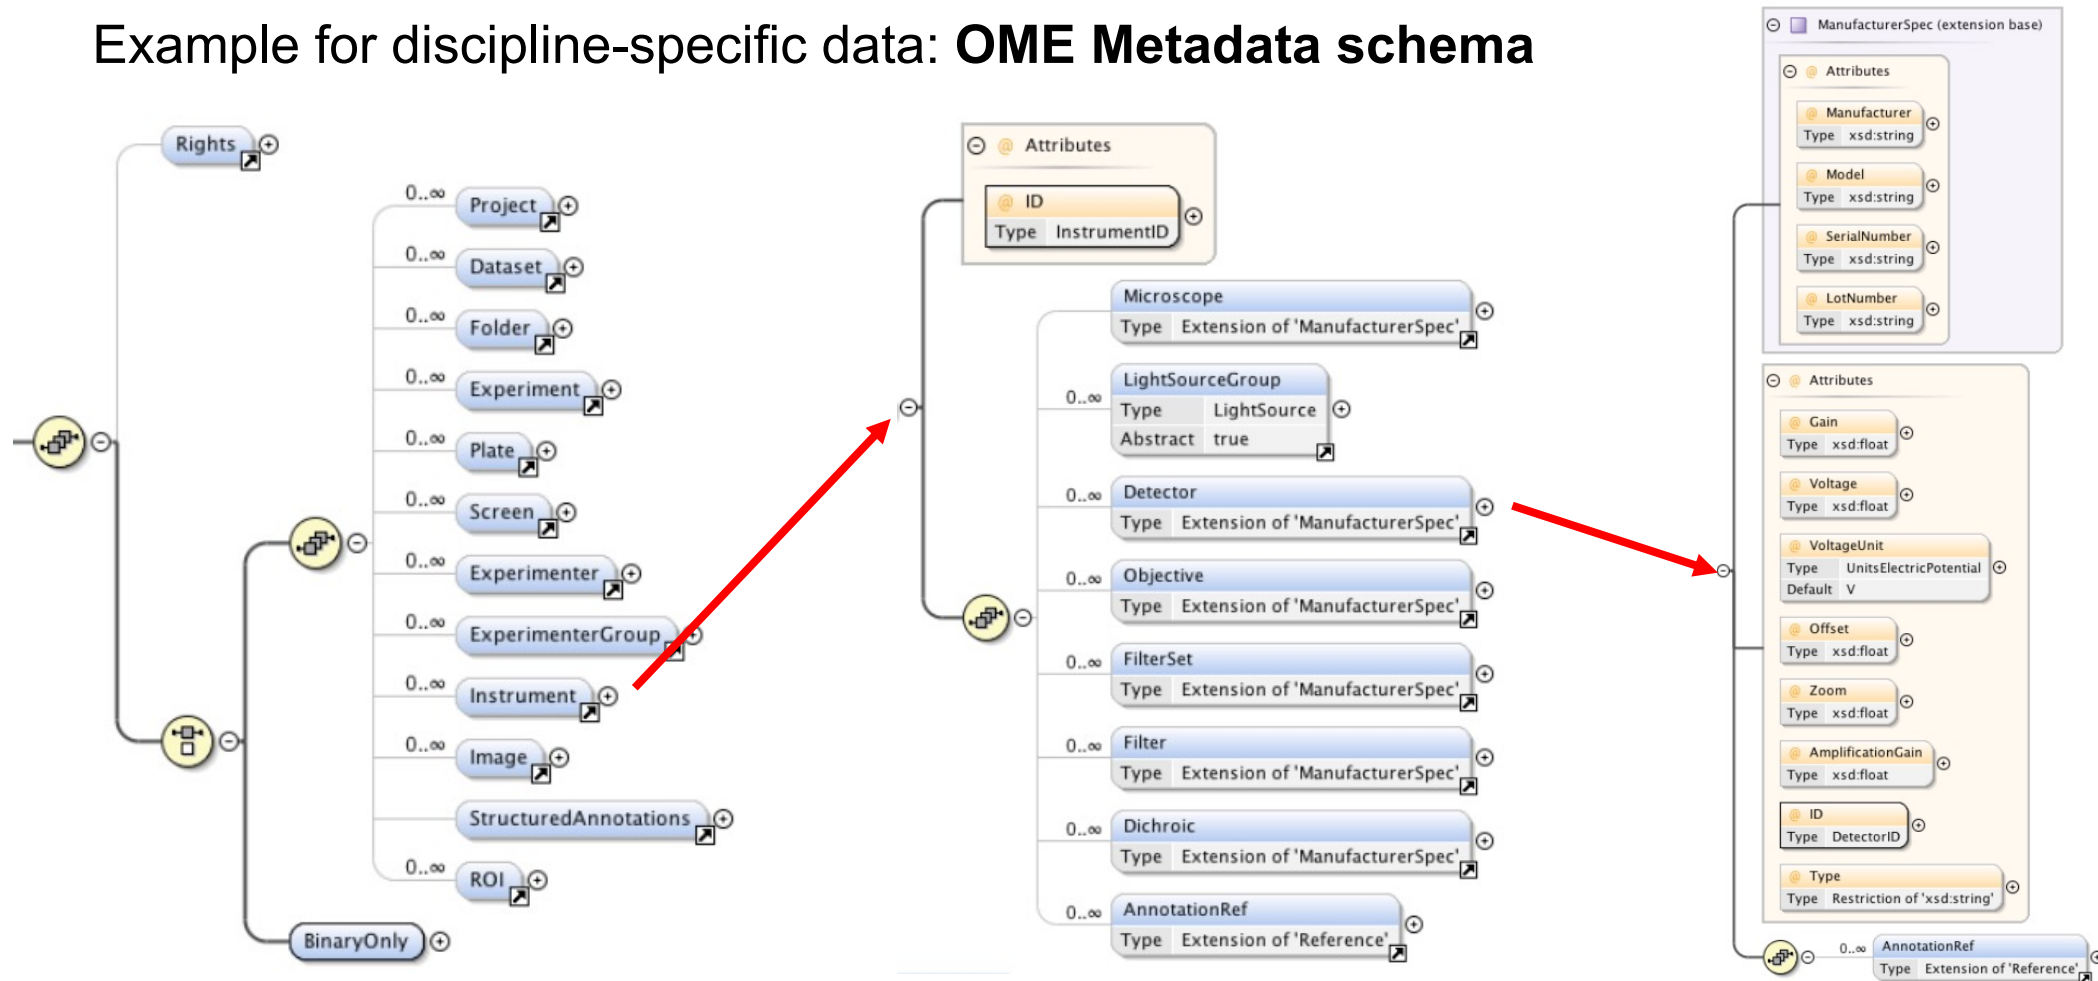 Example for discipline-specific data: OME Metadata schema
Rights
0..∞ Project
0..∞ Dataset
0..∞ Folder
0..∞ Experiment
0..∞ Plate
0..∞ Screen
0..∞ Experimenter
0..∞ ExperimenterGroup
0..∞ Instrument
0..∞ Image
StructuredAnnotations
0..∞ ROI
BinaryOnly
@ Attributes
@ ID
Type InstrumentID
Microscope
Type Extension of 'ManufacturerSpec'
LightSourceGroup
0..∞
Type LightSource
Abstract true
0..∞ Detector
Type Extension of 'ManufacturerSpec'
0..∞ Objective
Type Extension of 'ManufacturerSpec'
0..∞ FilterSet
Type Extension of 'ManufacturerSpec'
0..∞ Filter
Type Extension of 'ManufacturerSpec'
0..∞ Dichroic
Type Extension of 'ManufacturerSpec'
0..∞ AnnotationRef
Type Extension of 'Reference'
ManufacturerSpec (extension base)
@ Attributes
@ Manufacturer
Type xsd:string
@ Model
Type xsd:string
@ SerialNumber
Type xsd:string
@ LotNumber
Type xsd:string
@ Attributes
@ Gain
Type xsd:float
@ Voltage
Type xsd:float
@ VoltageUnit
Type UnitsElectricPotential
Default V
@ Offset
Type xsd:float
@ Zoom
Type xsd:float
@ AmplificationGain
Type xsd:float
@ ID
Type DetectorID
@ Type
Type Restriction of 'xsd:string'
0..∞ AnnotationRef
Type Extension of 'Reference'